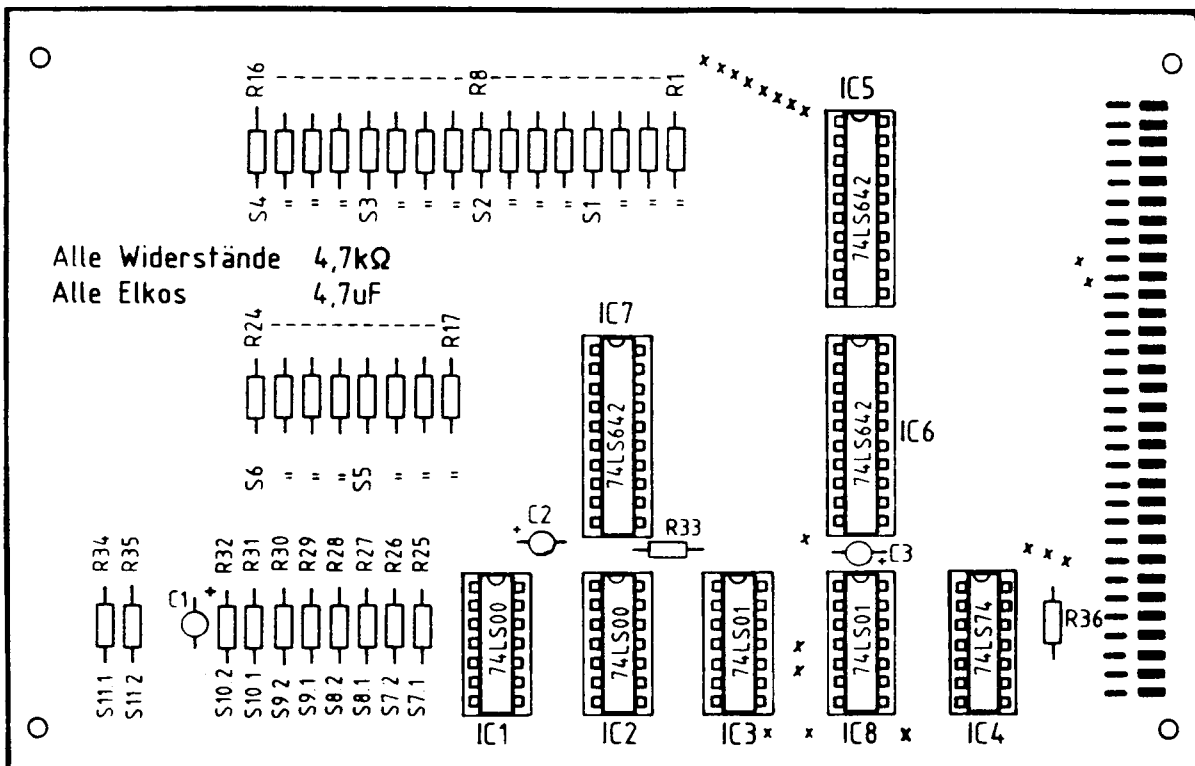 R16 R8 R1
IC5
74LS642
S4 " " " S3 " " " S2 " " " S1 " " "
Alle Widerstände 4,7kΩ
Alle Elkos 4,7uF
R24 R17
IC7
74LS642
74LS642
IC6
S6 " " " S5 " " "
C2
+
R33
C3
+
R34 R35
C1
+
R32 R31 R30 R29 R28 R27 R26 R25
74LS00 74LS00 74LS01 74LS01 74LS74
R36
S11.1 S11.2 S10.2 S10.1 S9.2 S9.1 S8.2 S8.1 S7.2 S7.1
IC1 IC2 IC3 IC8 IC4